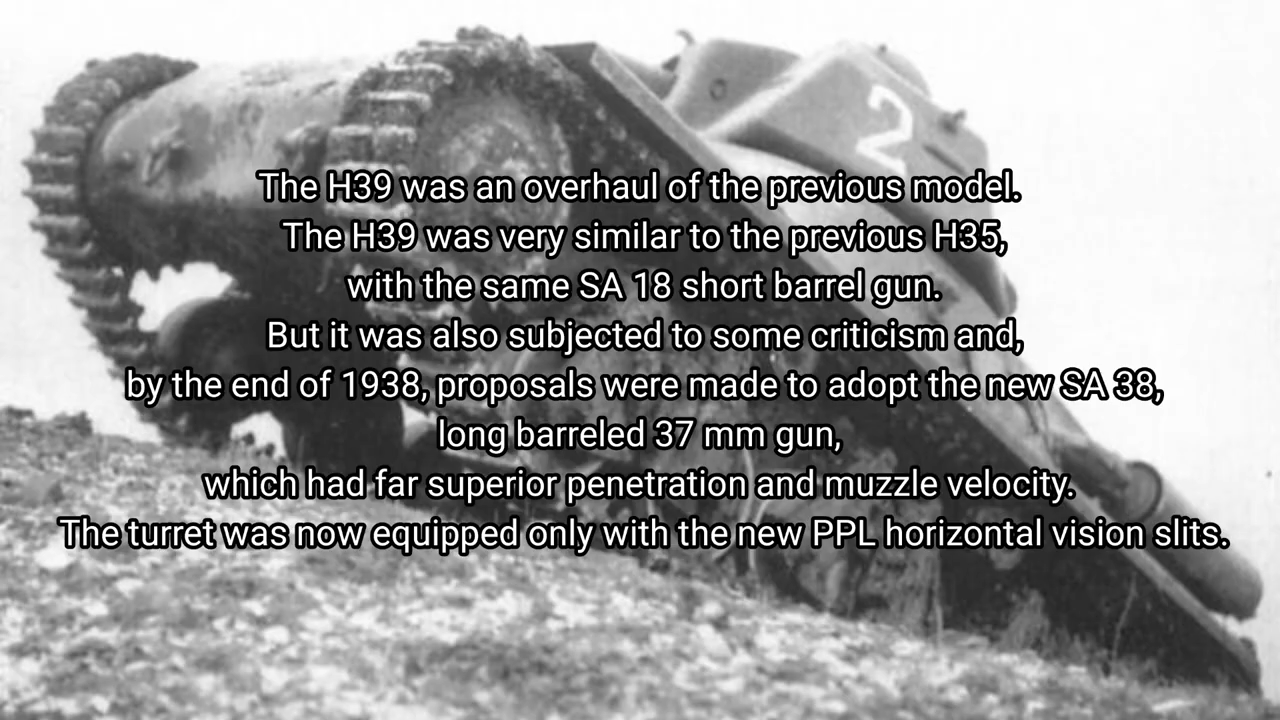 2
The H39 was an overhaul of the previous model.
The H39 was very similar to the previous H35,
with the same SA 18 short barrel gun.
But it was also subjected to some criticism and,
by the end of 1938, proposals were made to adopt the new SA 38,
long barreled 37 mm gun,
which had far superior penetration and muzzle velocity.
The turret was now equipped only with the new PPL horizontal vision slits.